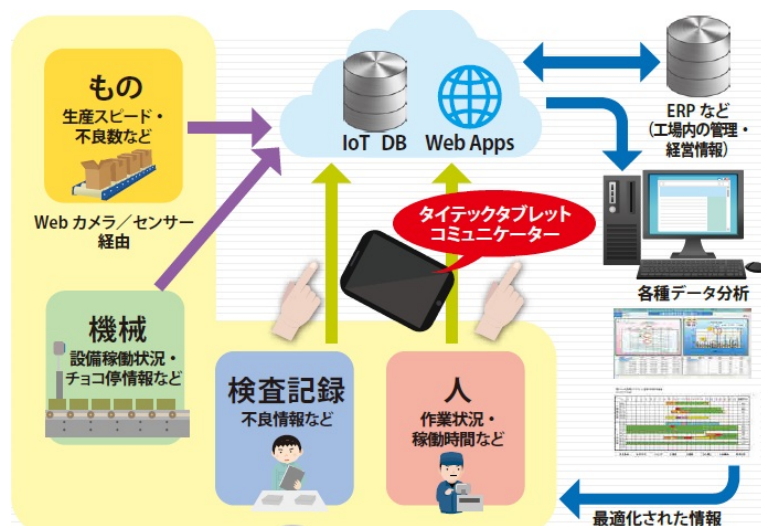 もの
生産スピード・
不良数など
Web カメラ／センサー
経由
機械
設備稼働状況・
チョコ停情報など
IoT DB
Web Apps
ERP など
（工場内の管理・
経営情報）
タイテックタブレット
コミュニケーター
各種データ分析
検査記録
不良情報など
人
作業状況・
稼働時間など
最適化された情報